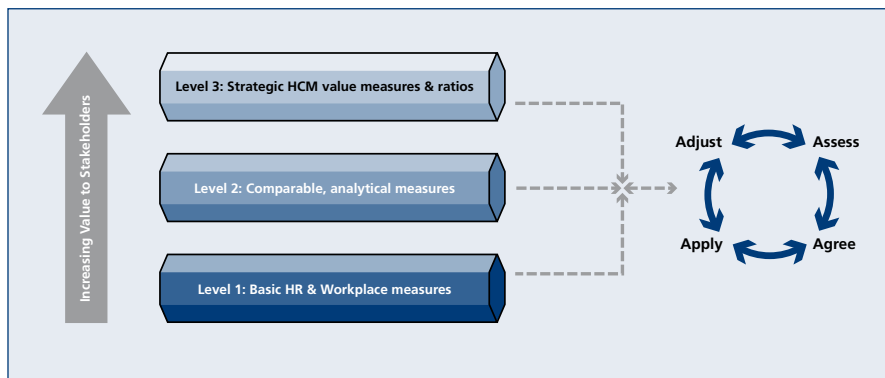 Increasing Value to Stakeholders
Level 3: Strategic HCM value measures & ratios
Level 2: Comparable, analytical measures
Level 1: Basic HR & Workplace measures
Adjust
Assess
Apply
Agree